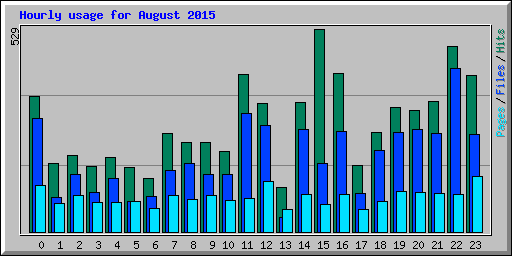 Hourly usage for August 2015
529
Pages/Files/Hits
0 1 2 3 4 5 6 7 8 9 10 11 12 13 14 15 16 17 18 19 20 21 22 23